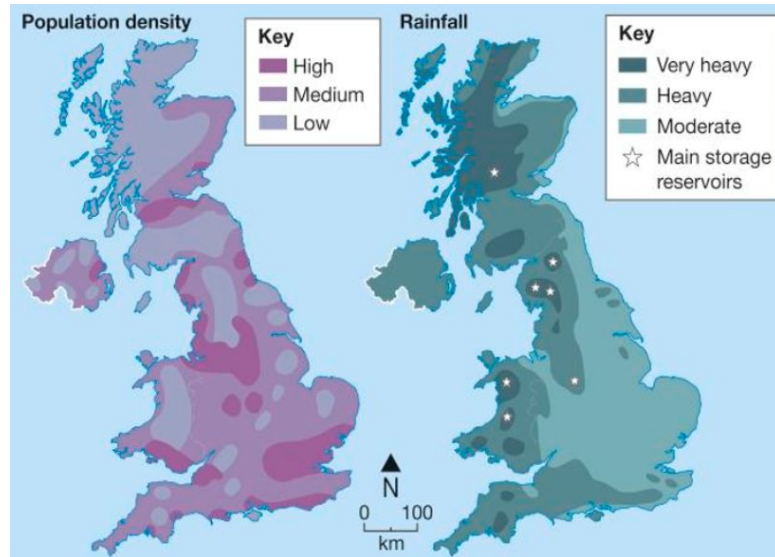 Population density
Key
High
Medium
Low
Rainfall
Key
Very heavy
Heavy
Moderate
Main storage
reservoirs
N
0 100
km